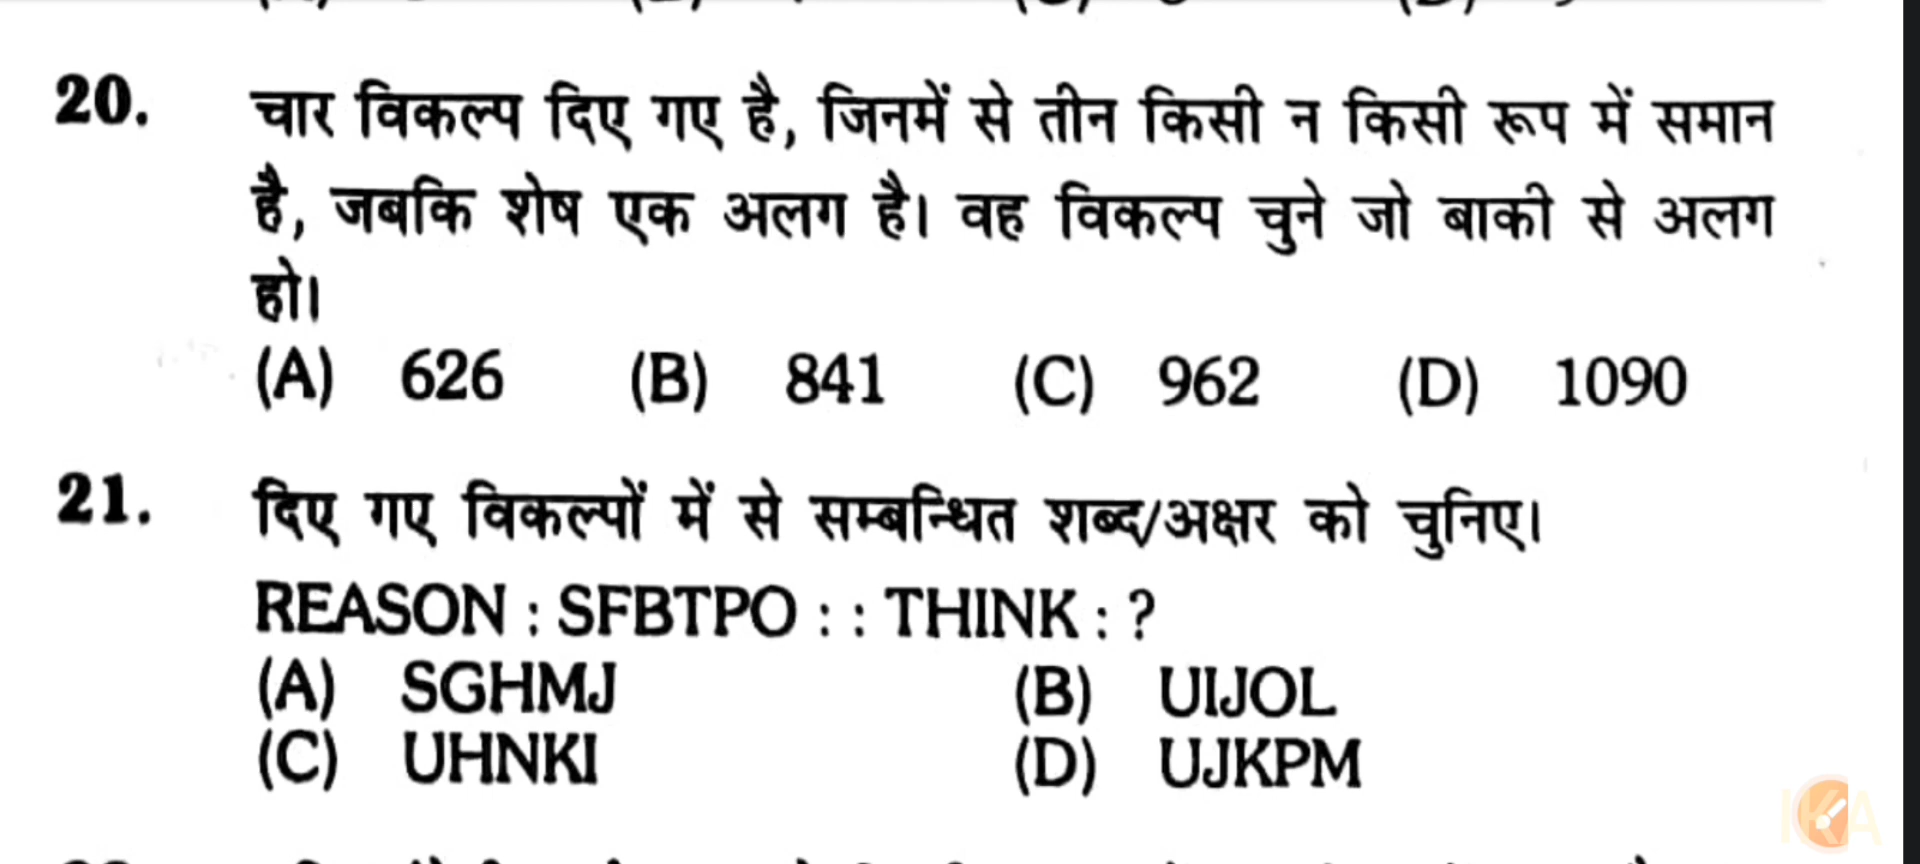 20. चार विकल्प दिए गए है, जिनमें से तीन किसी न किसी रूप में समान
है, जबकि शेष एक अलग है। वह विकल्प चुने जो बाकी से अलग
हो।
(A) 626 (B) 841 (C) 962 (D) 1090
21. दिए गए विकल्पों में से सम्बन्धित शब्द/अक्षर को चुनिए।
REASON : SFBTPO : : THINK : ?
(A) SGHMJ (B) UIJOL
(C) UHNKI (D) UJKPM